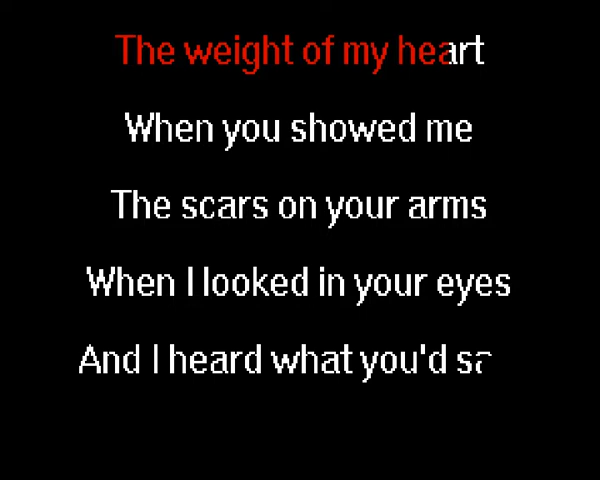 The weight of my heart
When you showed me
The scars on your arms
When I looked in your eyes
And I heard what you'd